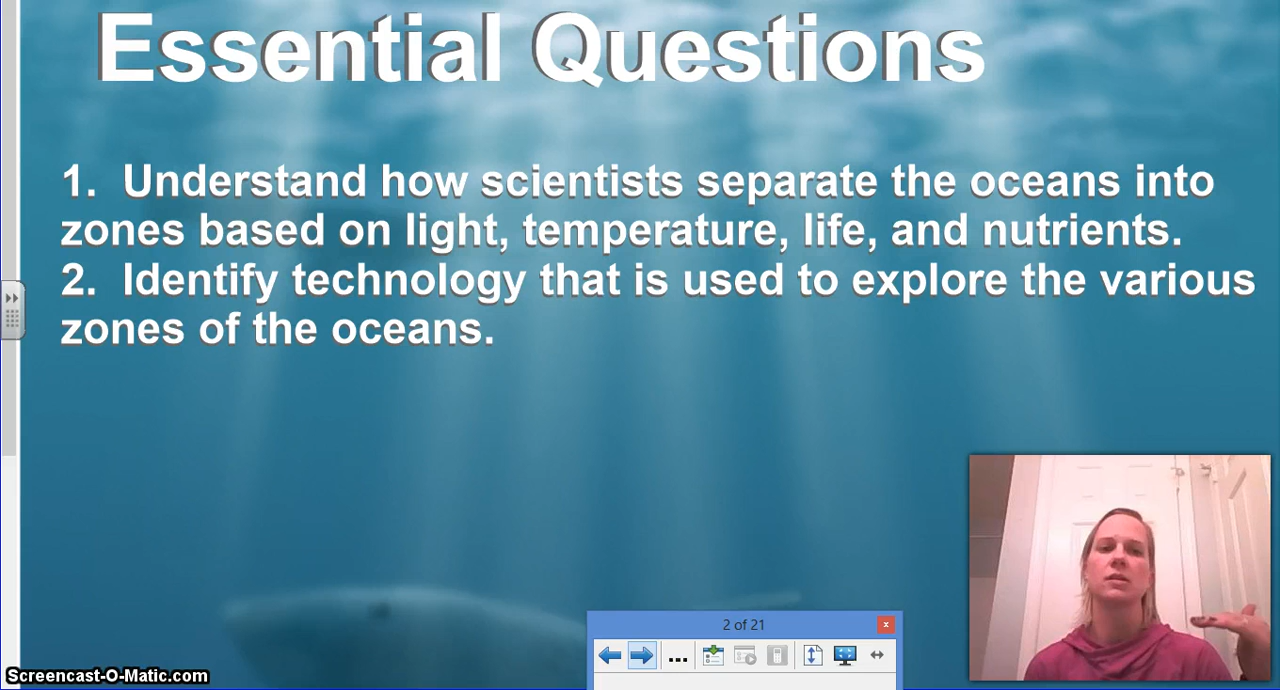 Essential Questions
1. Understand how scientists separate the oceans into
zones based on light, temperature, life, and nutrients.
2. Identify technology that is used to explore the various
zones of the oceans.
2 of 21
Screencast-O-Matic.com